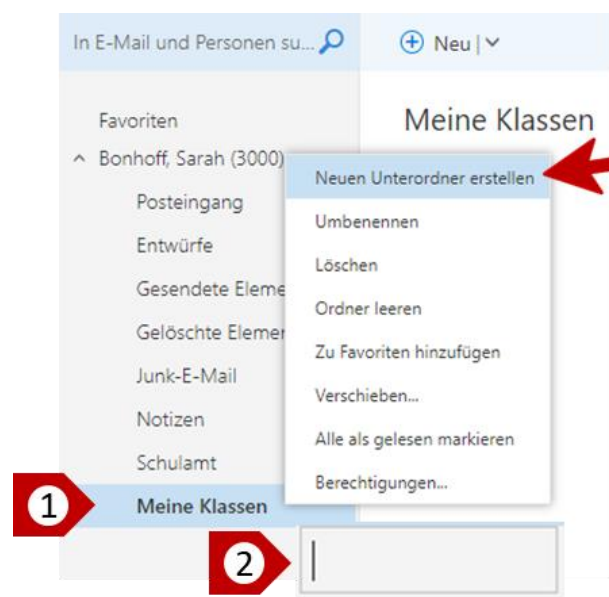 In E-Mail und Personen su...
Neu
Meine Klassen
Favoriten
Bonhoff, Sarah (3000)
Posteingang
Entwürfe
Gesendete Eleme
Gelöschte Elemen
Junk-E-Mail
Notizen
Schulamt
Meine Klassen
Neuen Unterordner erstellen
Umbenennen
Löschen
Ordner leeren
Zu Favoriten hinzufügen
Verschieben...
Alle als gelesen markieren
Berechtigungen...
1
2